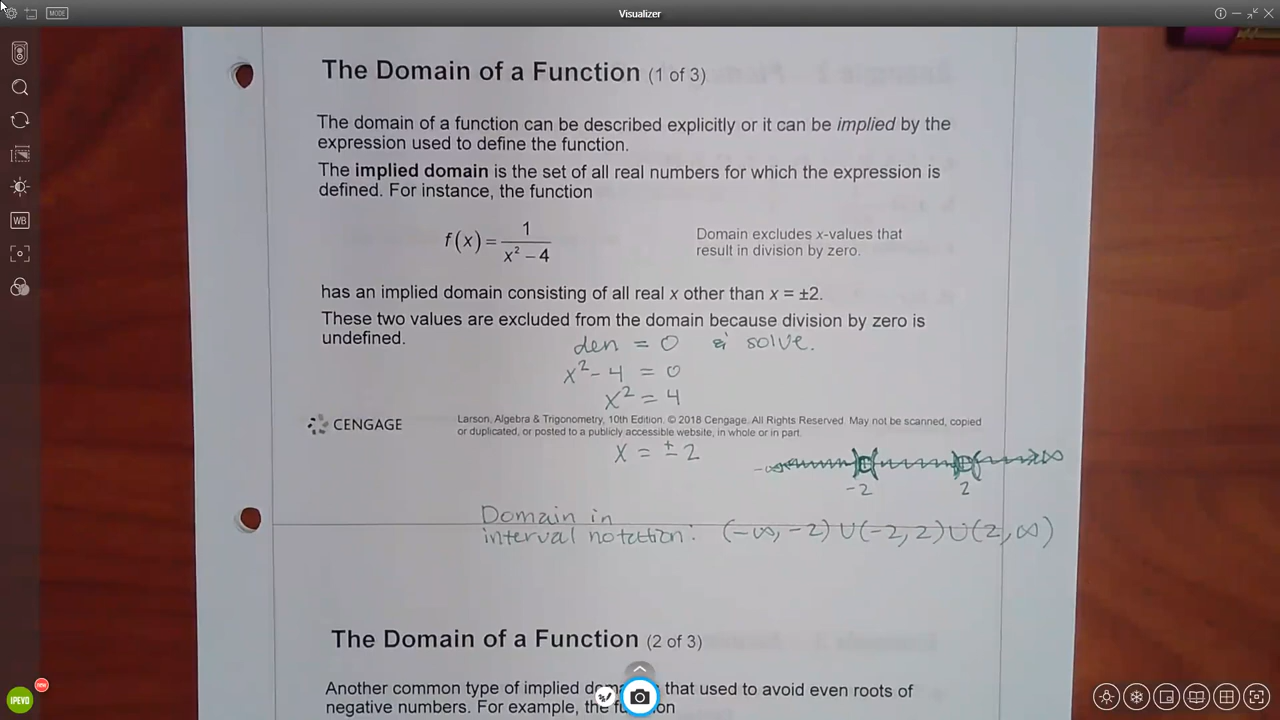 MODE
Visualizer
WB
The Domain of a Function (1 of 3)
The domain of a function can be described explicitly or it can be implied by the
expression used to define the function.
The implied domain is the set of all real numbers for which the expression is
defined. For instance, the function
f(x) = 1 / (x² – 4)
Domain excludes x-values that
result in division by zero.
has an implied domain consisting of all real x other than x = ±2.
These two values are excluded from the domain because division by zero is
undefined.
den = 0 & solve.
x² - 4 = 0
x² = 4
CENGAGE
Larson, Algebra & Trigonometry, 10th Edition. © 2018 Cengage. All Rights Reserved. May not be scanned, copied
or duplicated, or posted to a publicly accessible website, in whole or in part.
x = ± 2
-∞ ∞
-2 2
Domain in
interval notation: (-∞, -2) ∪ (-2, 2) ∪ (2, ∞)
The Domain of a Function (2 of 3)
Another common type of implied that used to avoid even roots of
negative numbers. For example, the
IPEVO
new